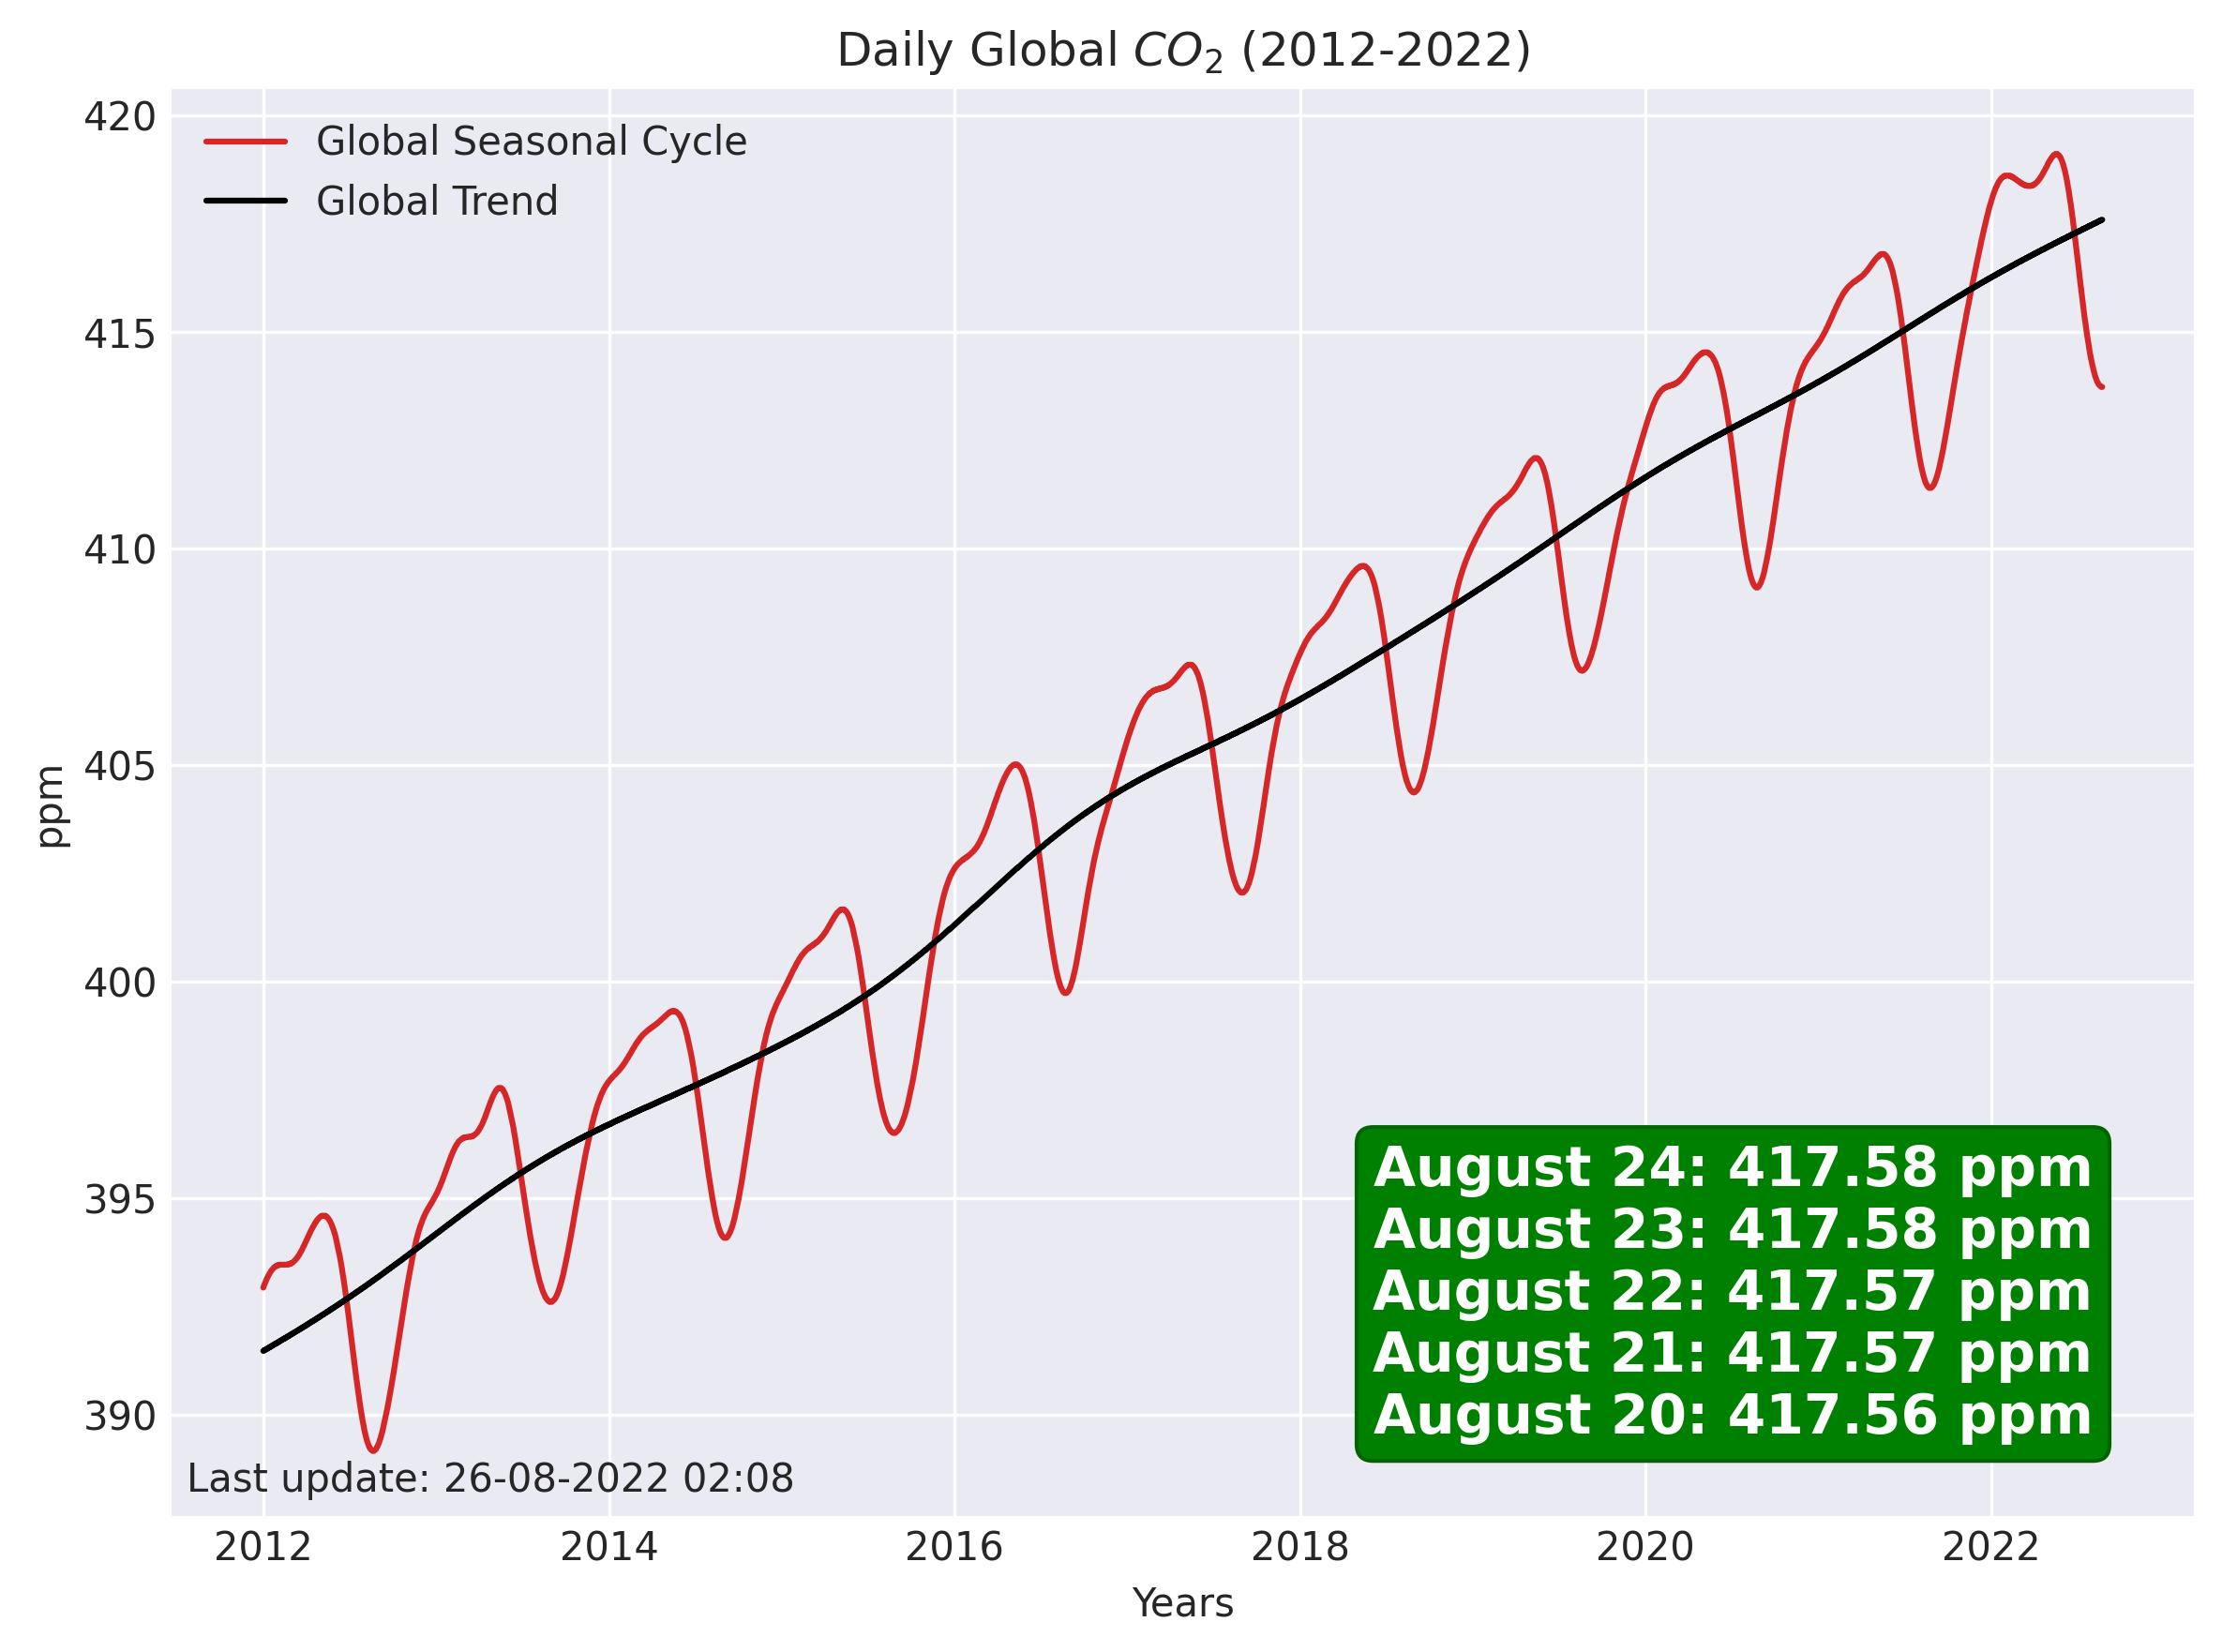 Daily Global CO₂ (2012-2022)
Global Seasonal Cycle
Global Trend
420
415
410
405
400
395
390
ppm
August 24: 417.58 ppm
August 23: 417.58 ppm
August 22: 417.57 ppm
August 21: 417.57 ppm
August 20: 417.56 ppm
Last update: 26-08-2022 02:08
2012 2014 2016 2018 2020 2022
Years